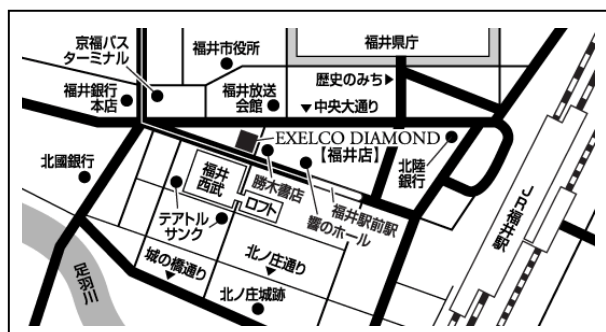 京福バス
ターミナル
福井市役所
福井県庁
福井銀行
本店
福井放送
会館
歴史のみち▶
▼中央大通り
EXELCO DIAMOND
【福井店】
北國銀行
福井
西武
勝木書店
ロフト
響のホール
福井駅前駅
北陸
銀行
JR福井駅
テアトル
サンク
城の橋通り
▼
北ノ庄通り
▼
北ノ庄城跡
足羽川